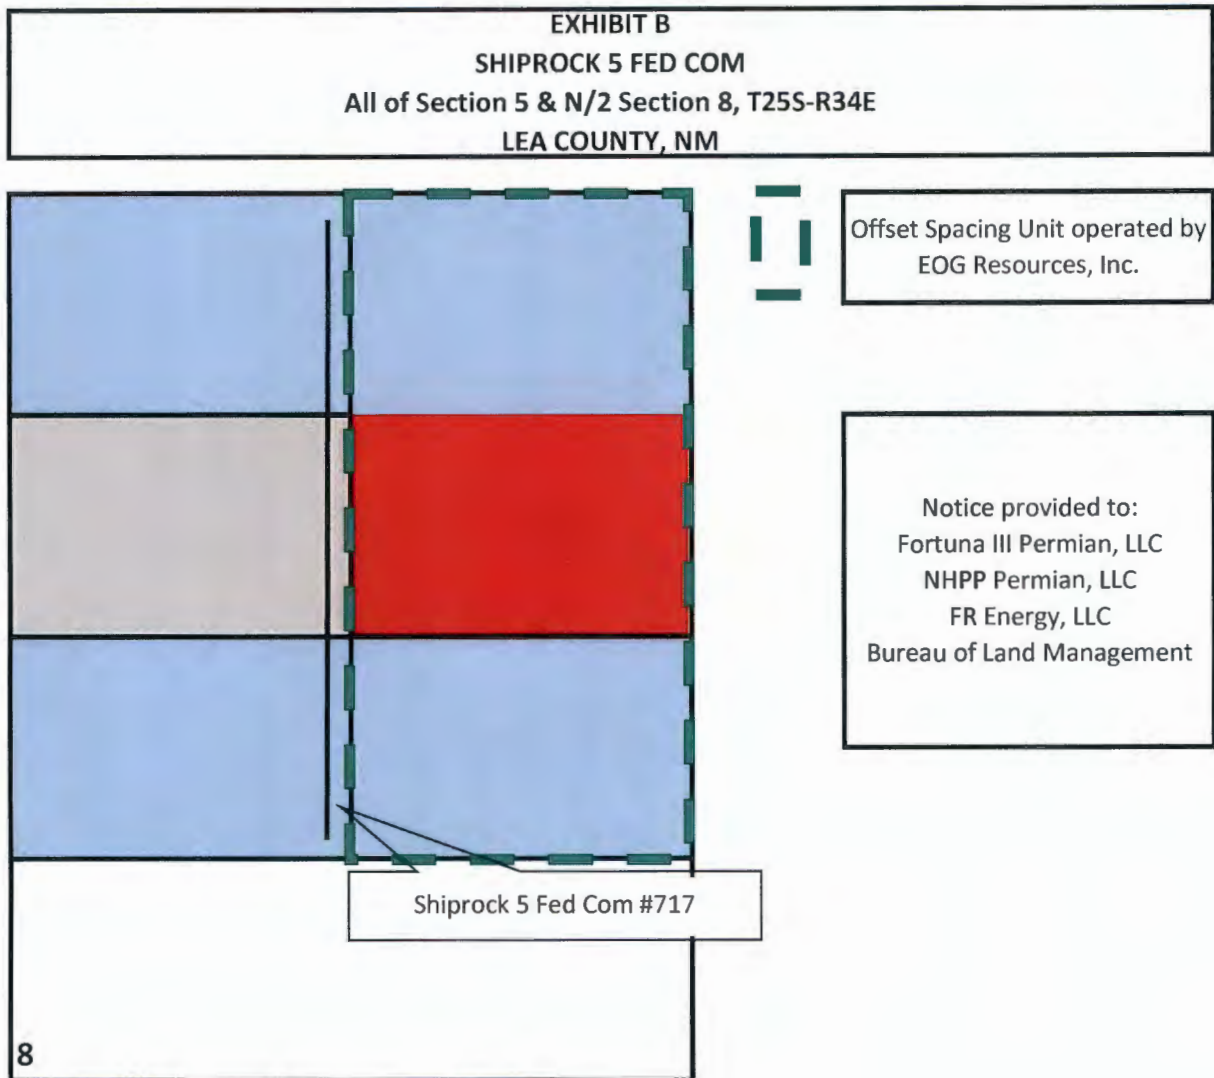 EXHIBIT B
SHIPROCK 5 FED COM
All of Section 5 & N/2 Section 8, T25S-R34E
LEA COUNTY, NM
Offset Spacing Unit operated by
EOG Resources, Inc.
Notice provided to:
Fortuna III Permian, LLC
NHPP Permian, LLC
FR Energy, LLC
Bureau of Land Management
Shiprock 5 Fed Com #717
8